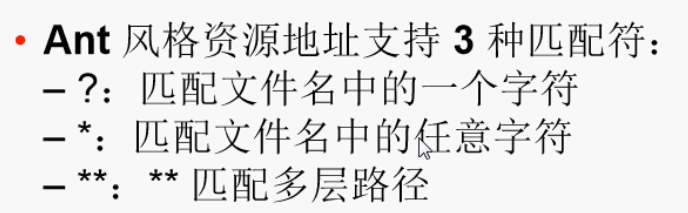 • Ant 风格资源地址支持 3 种匹配符：
– ?：匹配文件名中的一个字符
– *：匹配文件名中的任意字符
– **：** 匹配多层路径